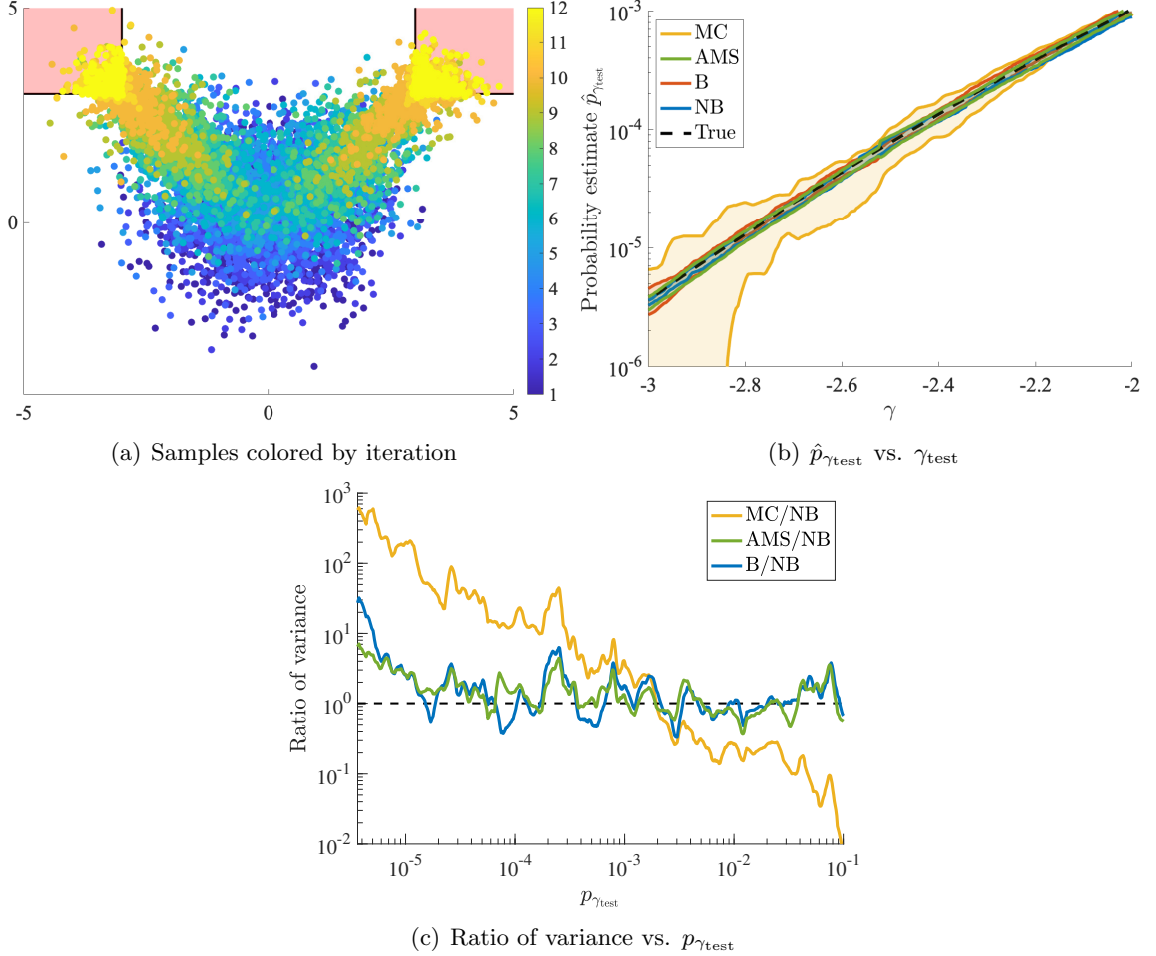 5
0
-5
0
5
12
11
10
9
8
7
6
5
4
3
2
1
(a) Samples colored by iteration
Probability estimate p̂_γtest
10^-3
10^-4
10^-5
10^-6
MC
AMS
B
NB
True
-3
-2.8
-2.6
-2.4
-2.2
-2
γ
(b) p̂_γtest vs. γtest
Ratio of variance
10^3
10^2
10^1
10^0
10^-1
10^-2
MC/NB
AMS/NB
B/NB
10^-5
10^-4
10^-3
10^-2
10^-1
p_γtest
(c) Ratio of variance vs. p_γtest